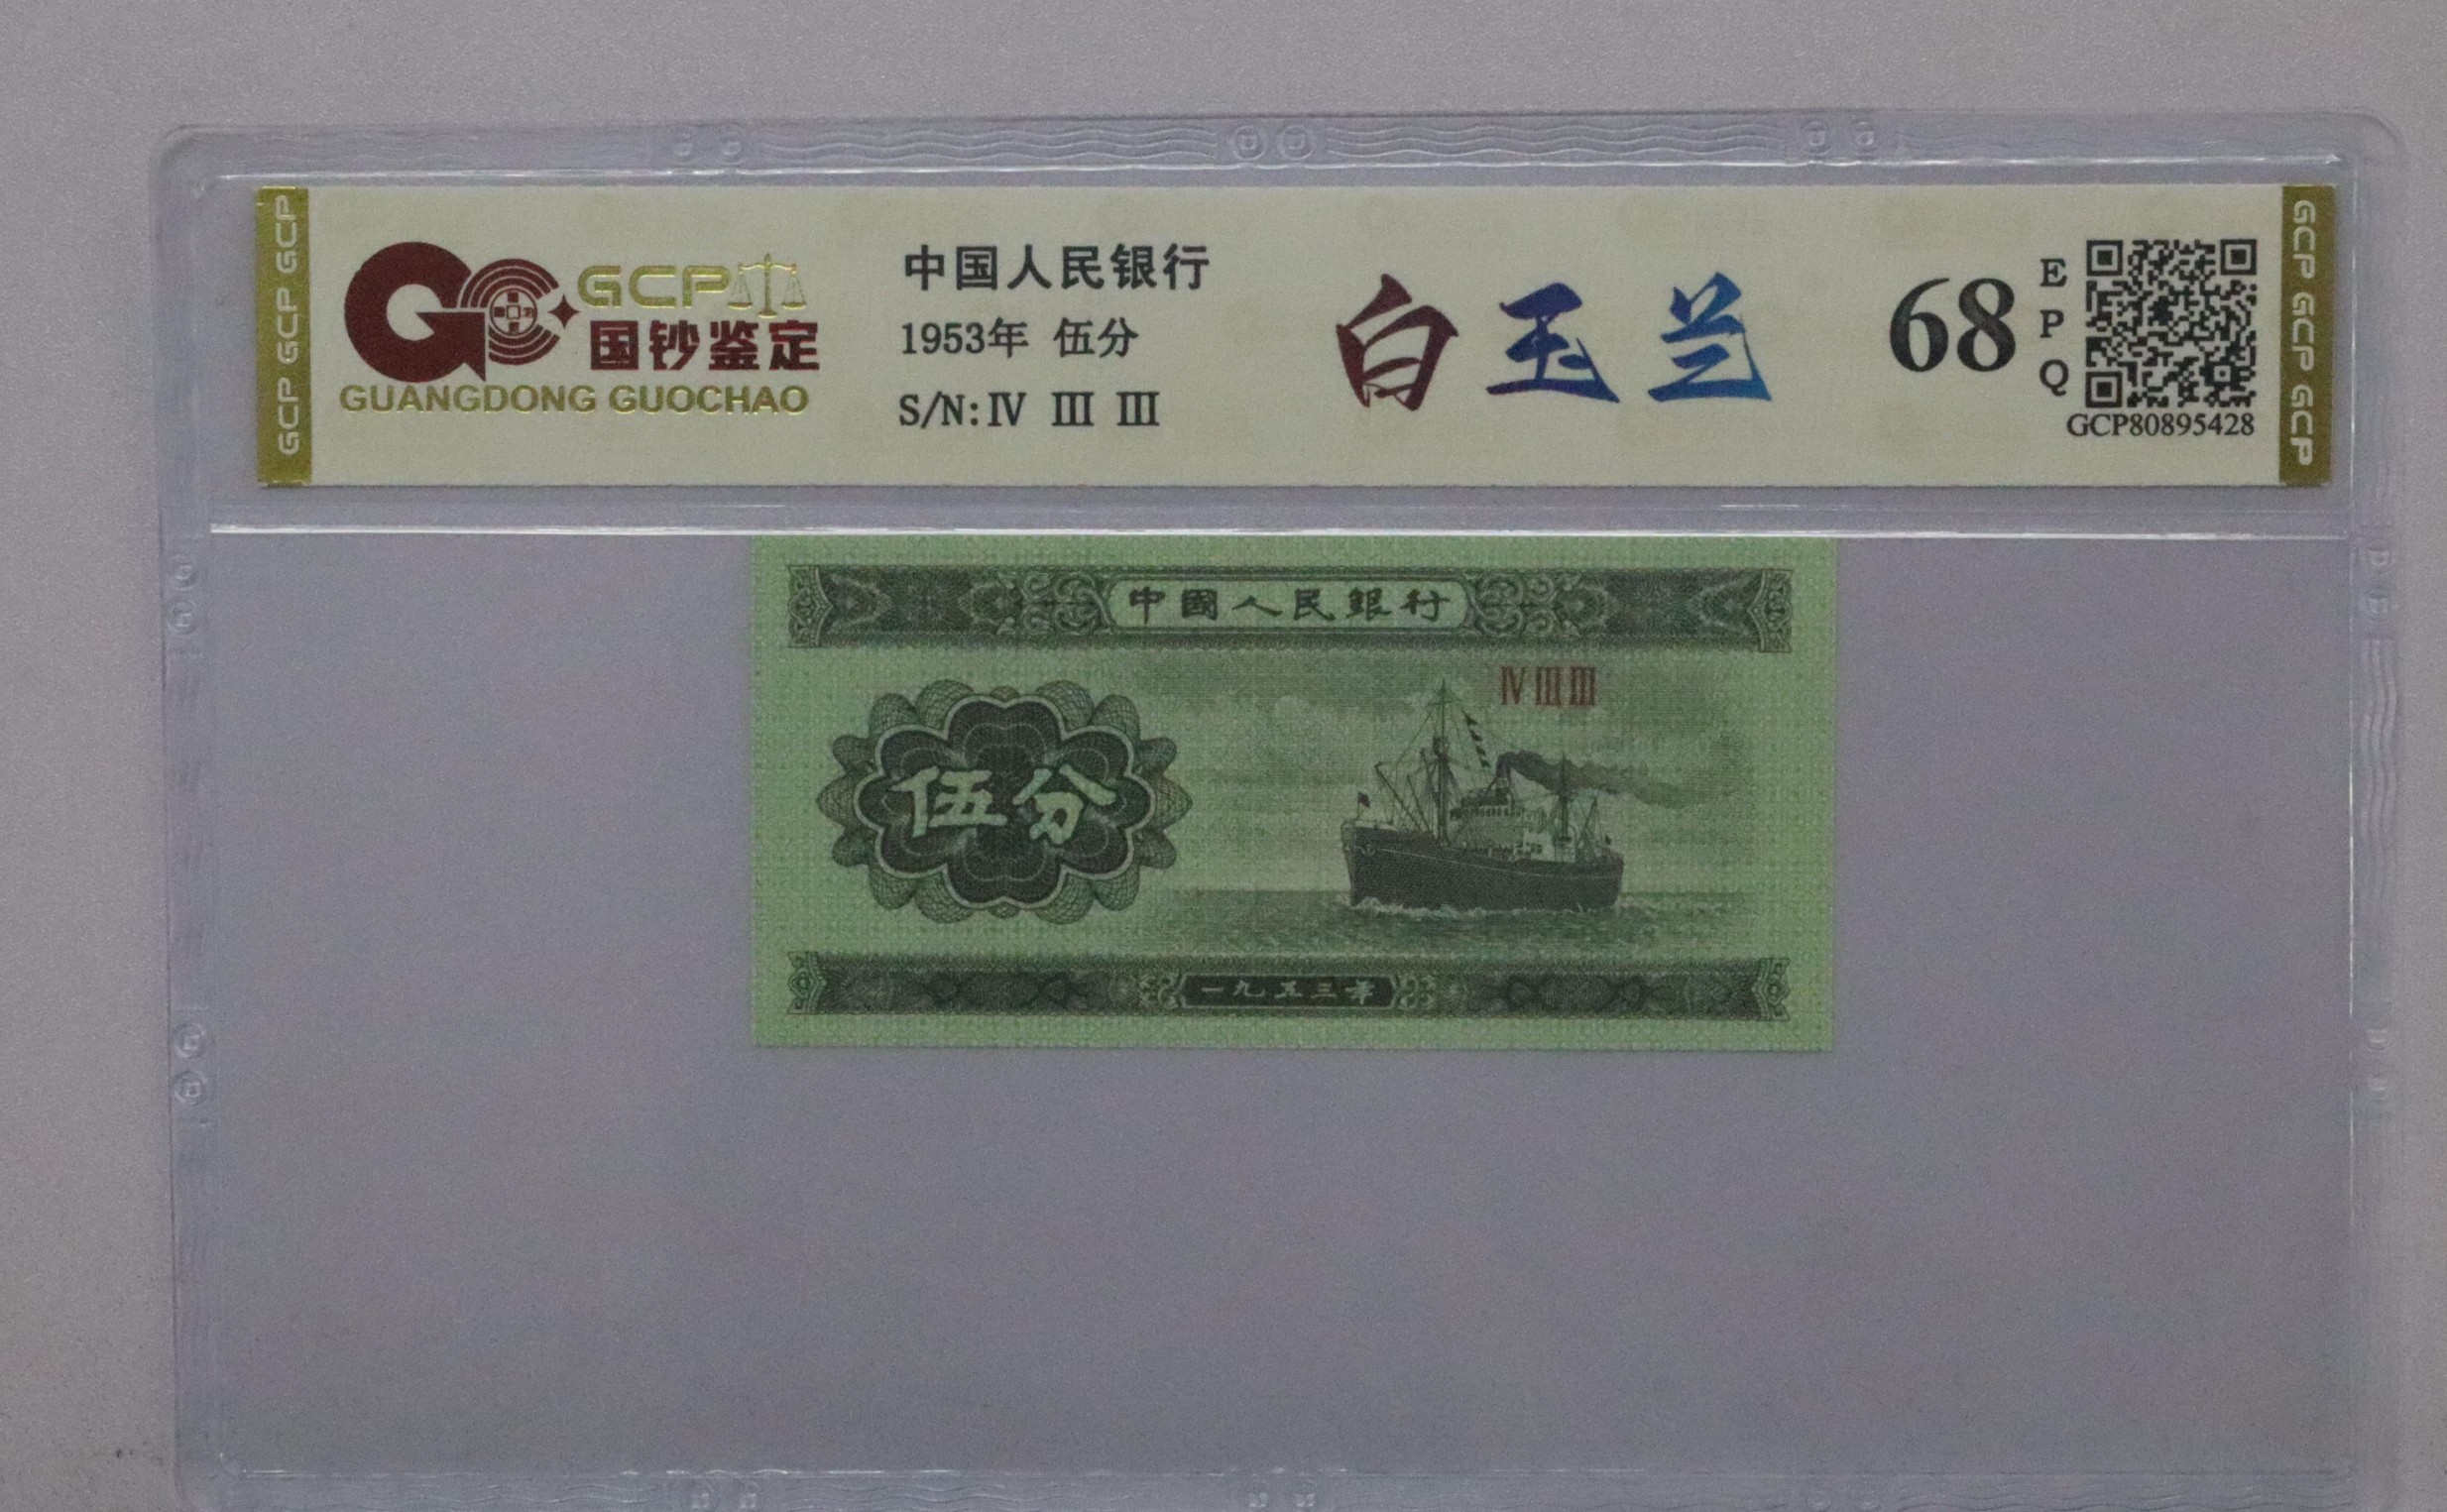 GCP GCP GCP
GCP
国钞鉴定
GUANGDONG GUOCHAO
中国人民银行
1953年 伍分
S/N: Ⅳ Ⅲ Ⅲ
白玉兰
68
EPQ
GCP80895428
GCP GCP GCP
中國人民銀行
Ⅳ Ⅲ Ⅲ
伍分
一九五三年